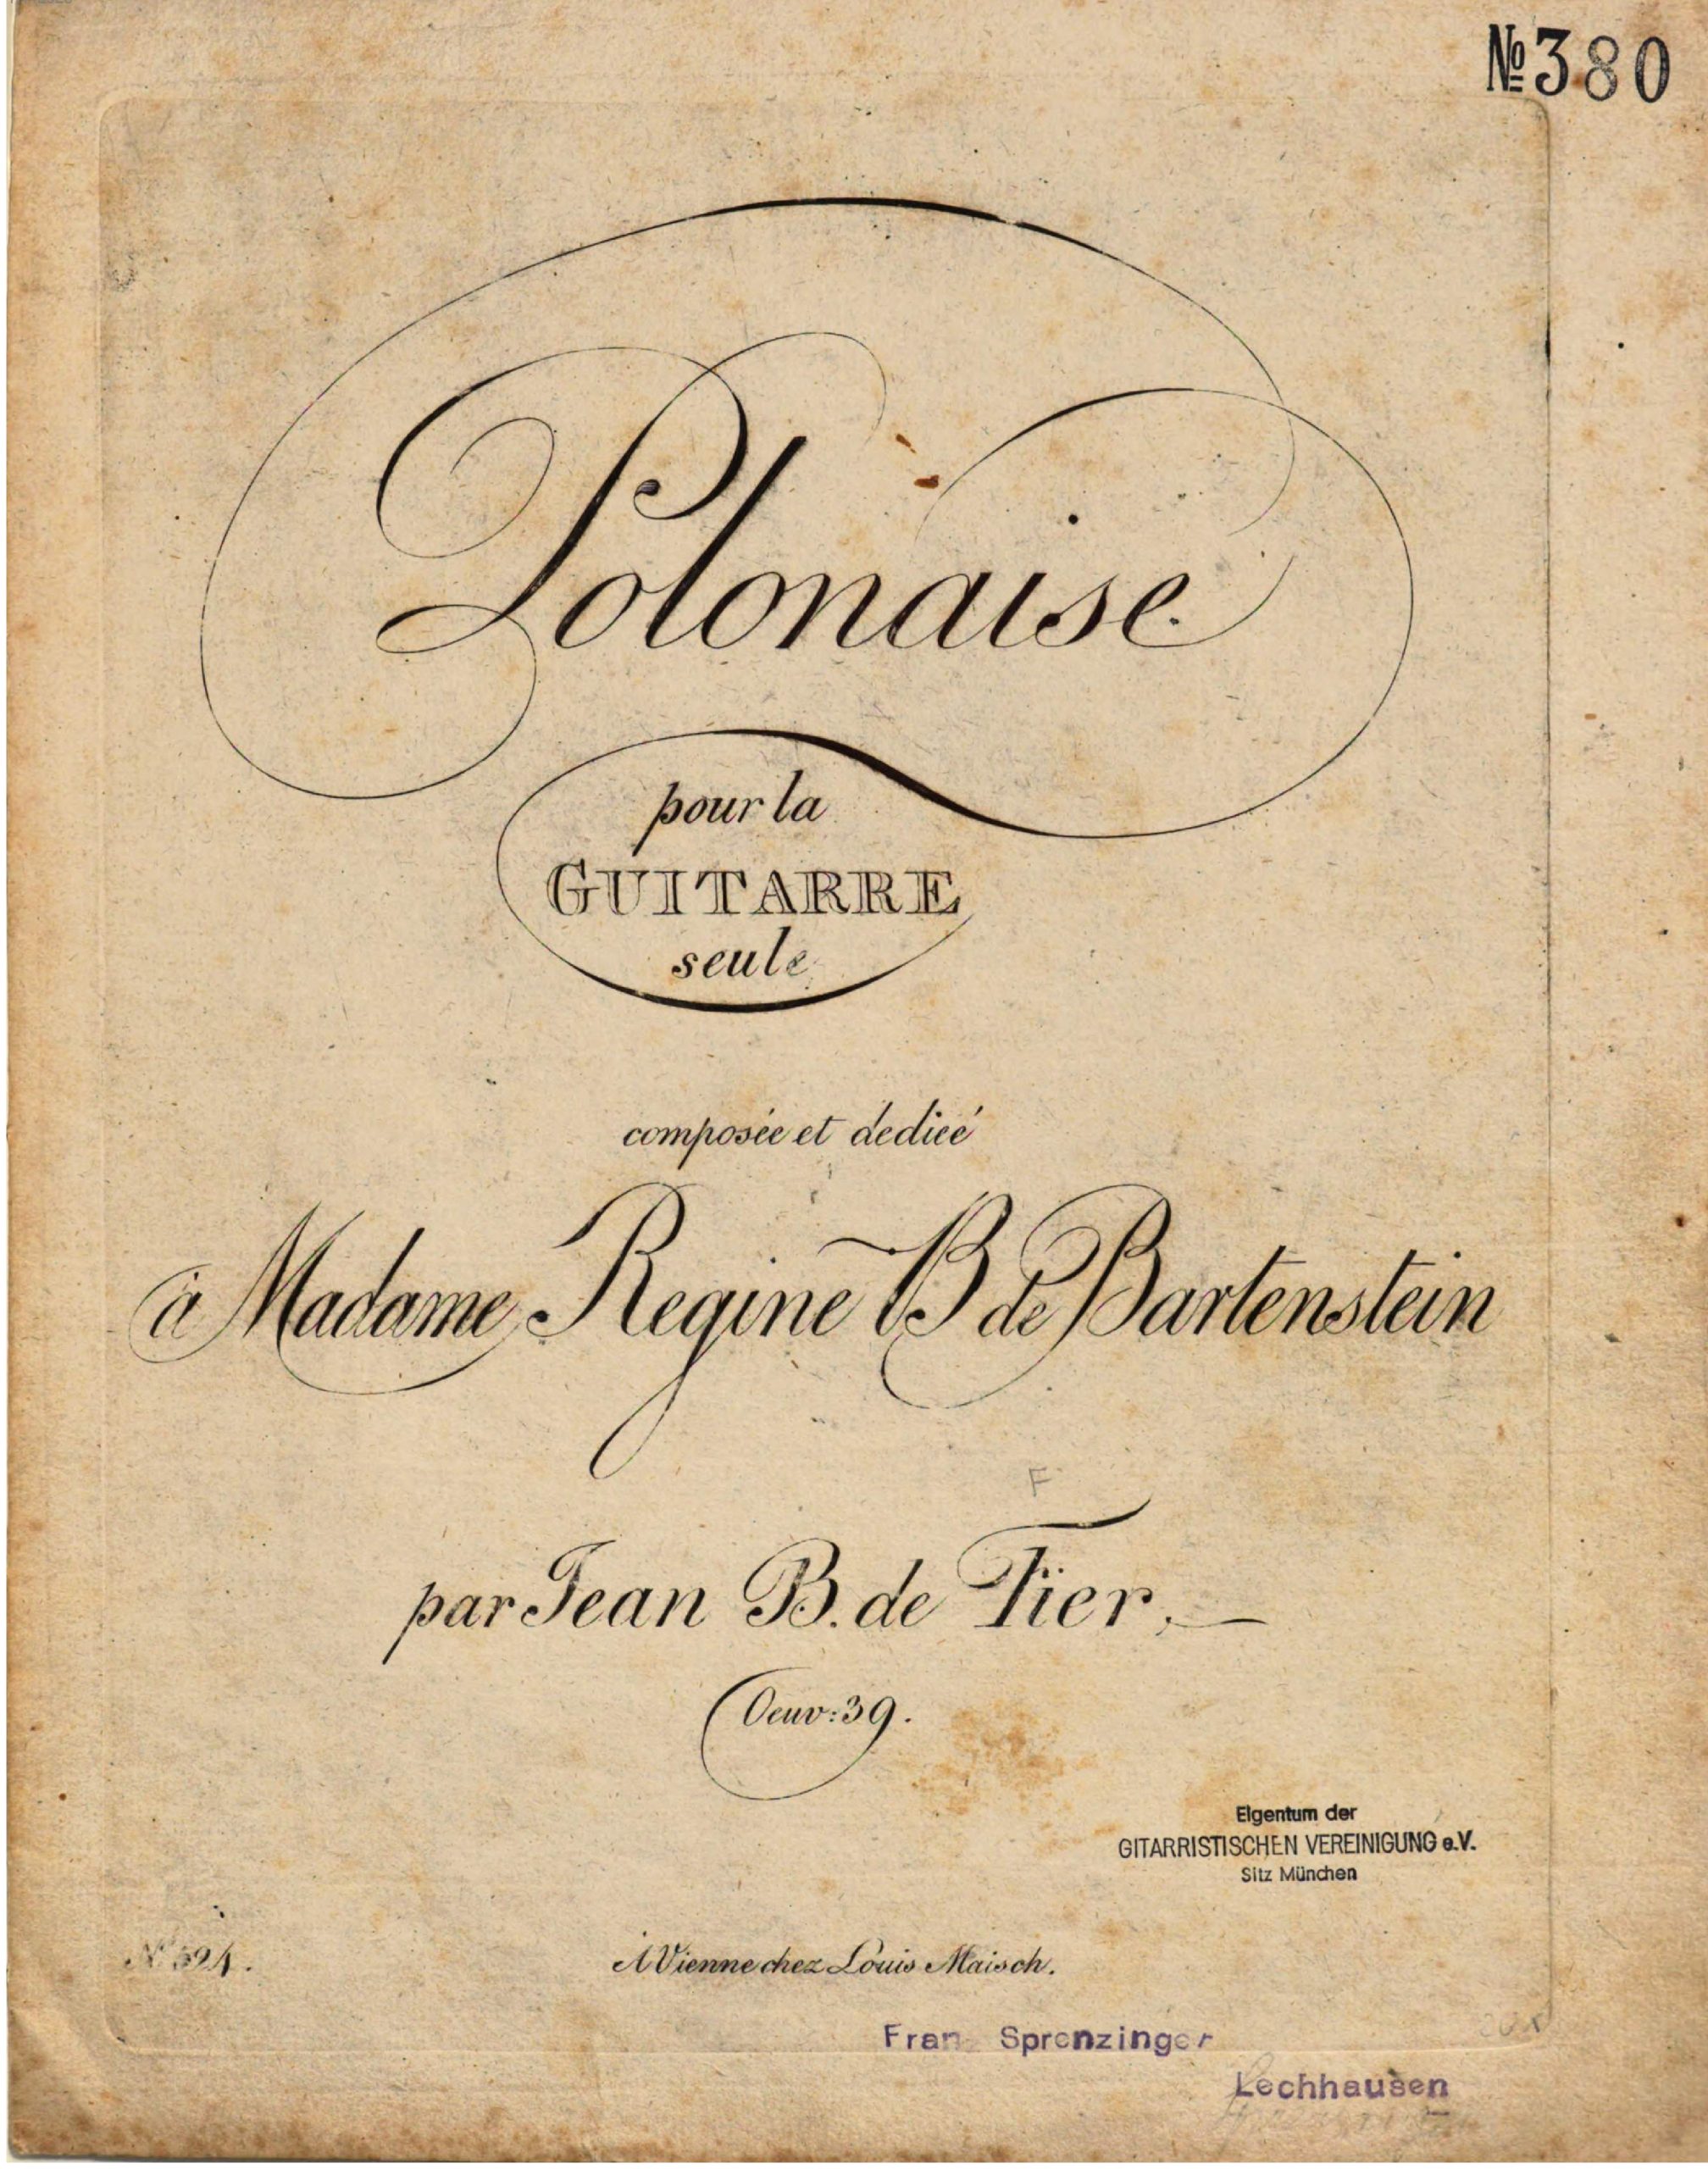 №380
Polonaise.
pour la
GUITARRE
seule
composée et dediée
à Madame Regine B de Bartenstein
F
par Jean B. de Fier,
Oeuv: 39.
Eigentum der
GITARRISTISCHEN VEREINIGUNG e.V.
Sitz München
A Vienne chez Louis Maisch.
Sprenzinger
Lechhausen